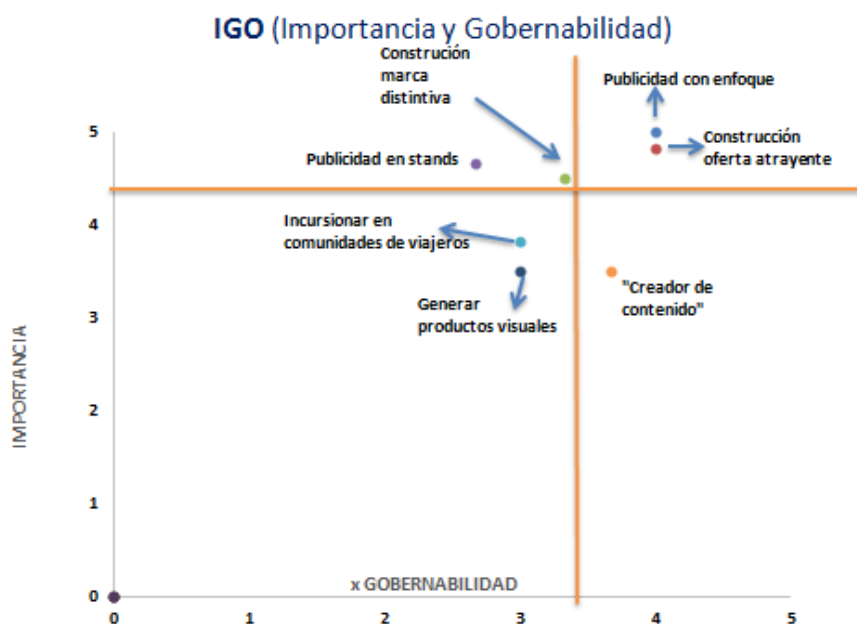 IGO (Importancia y Gobernabilidad)
Construción
marca
distintiva
Publicidad con enfoque
Construcción
oferta atrayente
Publicidad en stands
Incursionar en
comunidades de viajeros
"Creador de
contenido"
Generar
productos visuales
IMPORTANCIA
5
4
3
2
1
0
x GOBERNABILIDAD
0
1
2
3
4
5